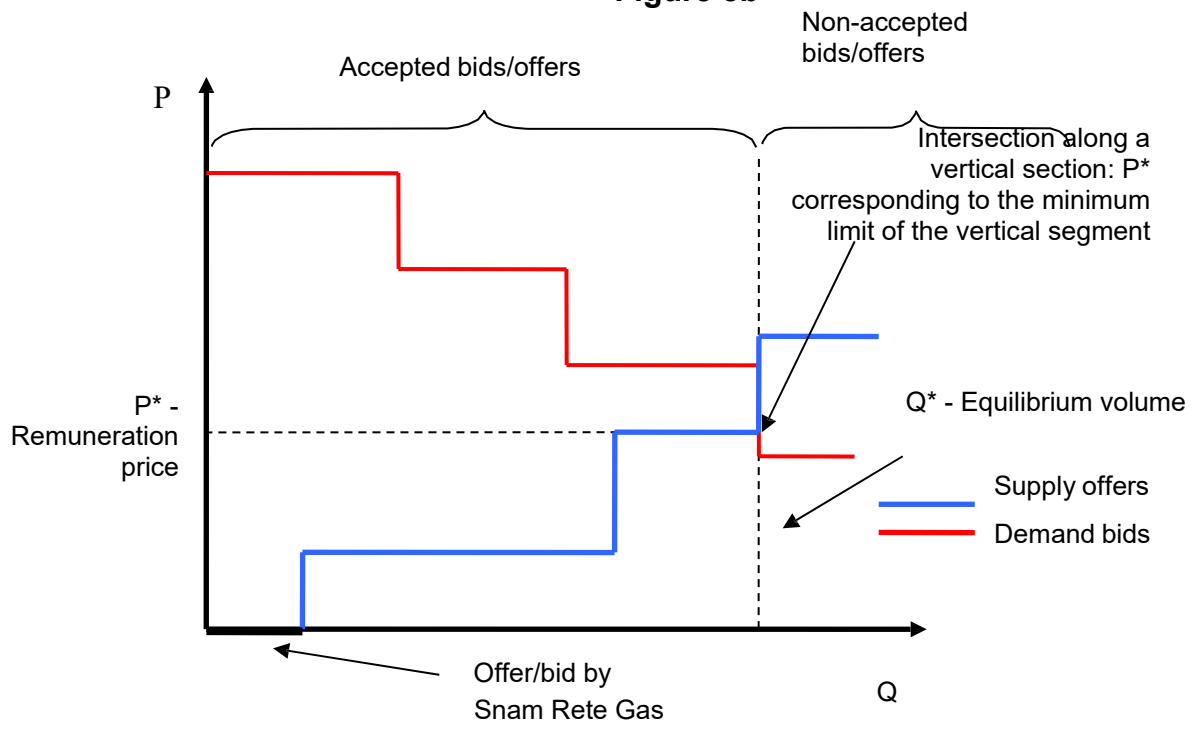 Non-accepted
bids/offers
Accepted bids/offers
P
Intersection along a
vertical section: P*
corresponding to the minimum
limit of the vertical segment
P* -
Remuneration
price
Q* - Equilibrium volume
Supply offers
Demand bids
Offer/bid by
Snam Rete Gas
Q